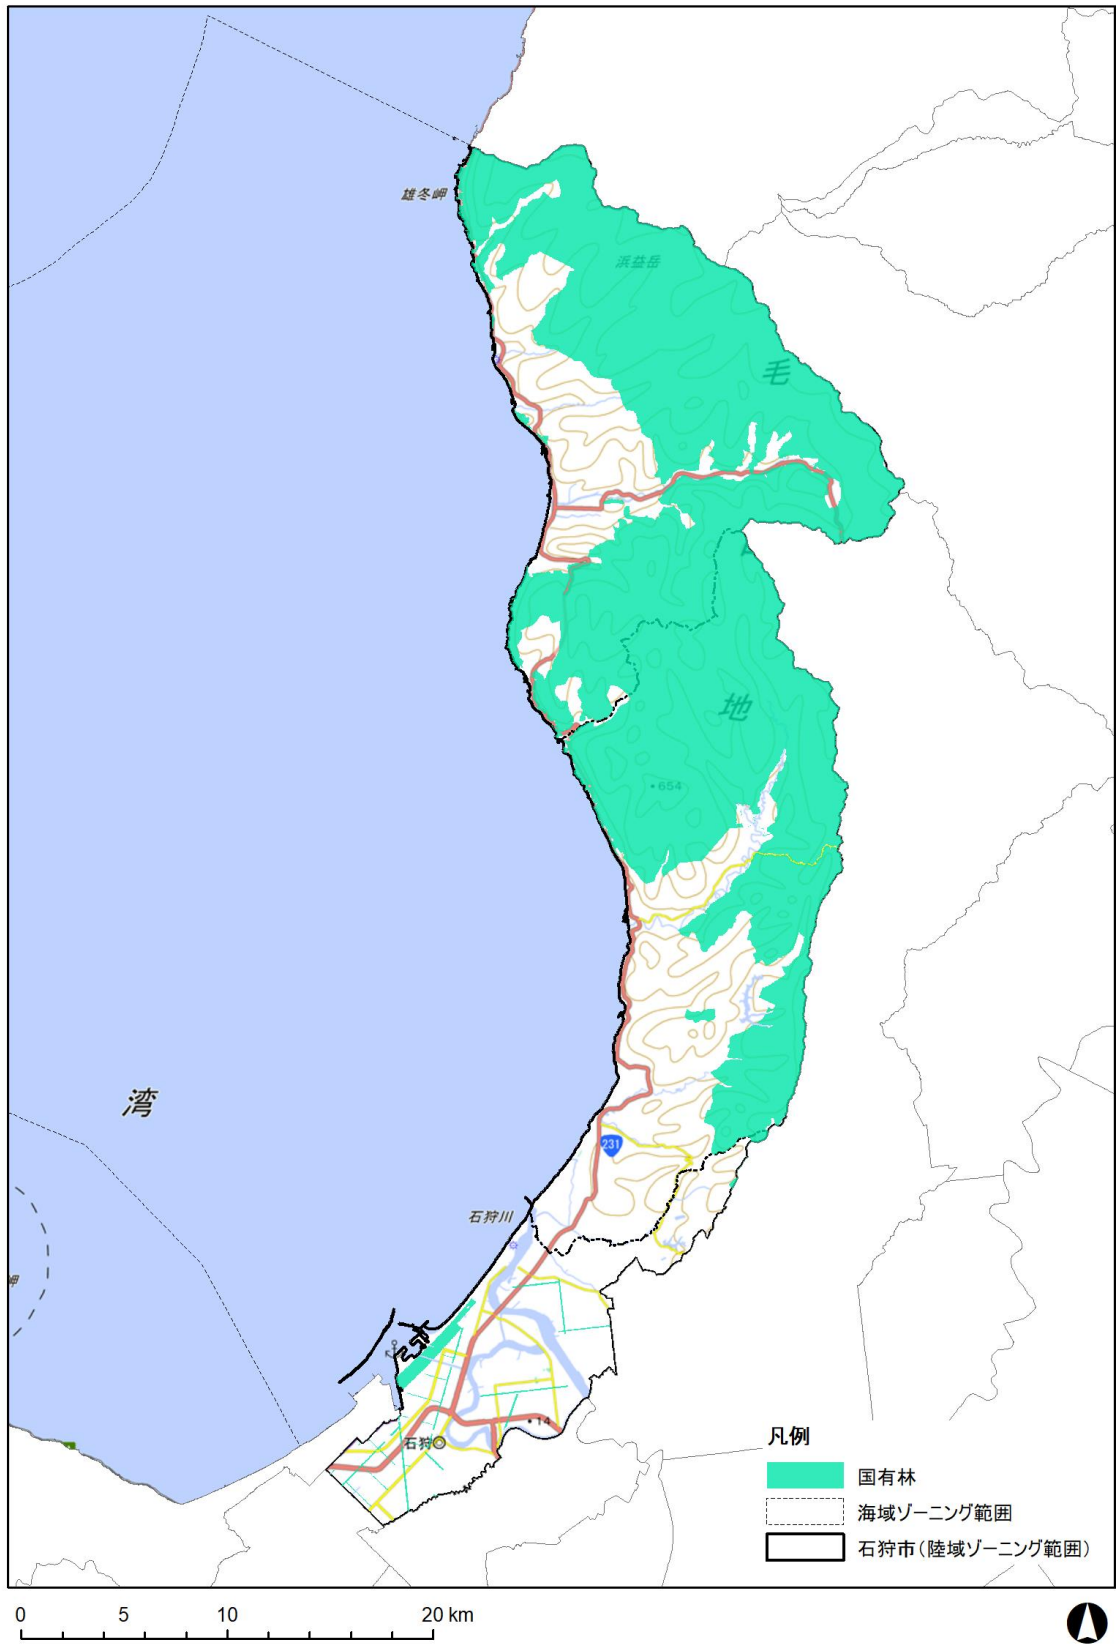 雄冬岬
浜益岳
毛
地
・654
湾
231
石狩川
岬
・14
石狩◎
凡例
国有林
海域ゾーニング範囲
石狩市(陸域ゾーニング範囲)
0 5 10 20 km